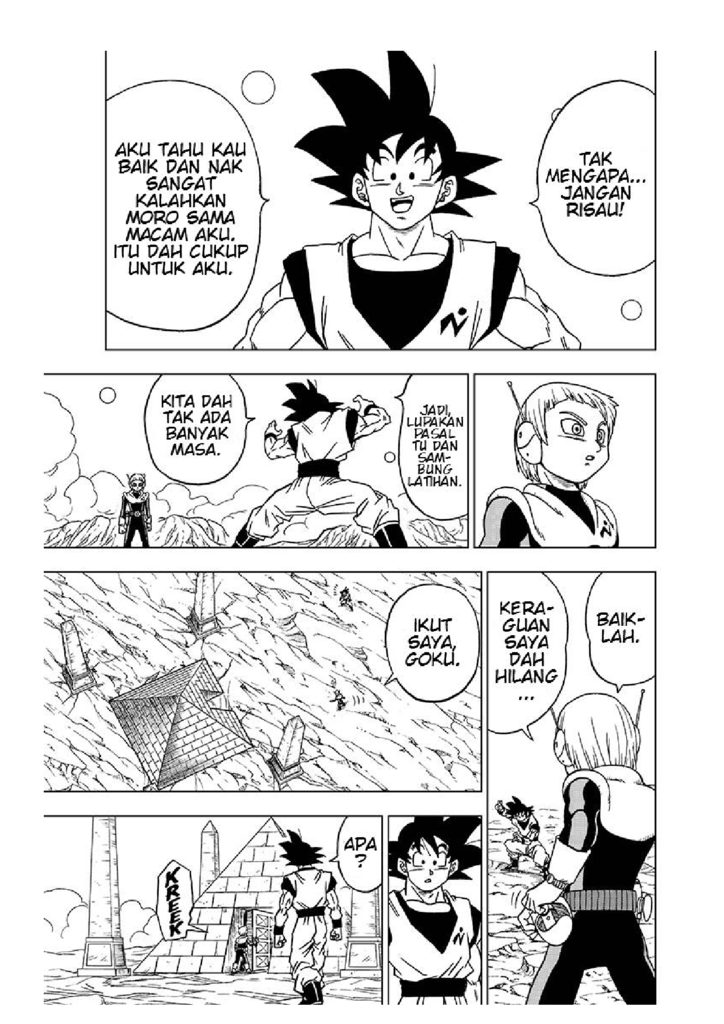 TAK
MENGAPA...
JANGAN
RISAU!
AKU TAHU KAU
BAIK DAN NAK
SANGAT
KALAHKAN
MORO SAMA
MACAM AKU.
ITU DAH CUKUP
UNTUK AKU.
JADI,
LUPAKAN
PASAL
TU DAN
SAM-
BUNG
LATIHAN.
KITA DAH
TAK ADA
BANYAK
MASA.
BAIK-
LAH.
KERA-
GUAN
SAYA
DAH
HILANG
...
IKUT
SAYA,
GOKU.
APA
?
KREEK